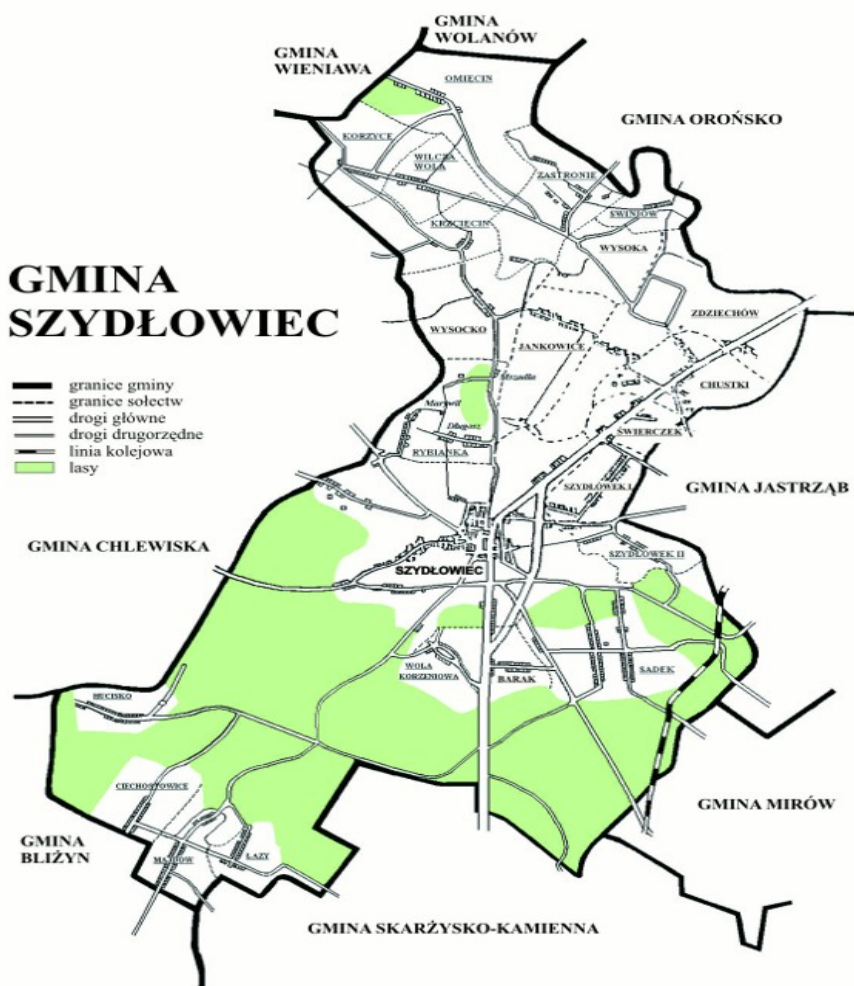 GMINA
WOLANÓW
GMINA
WIENIAWA
OMIĘCIN
GMINA OROŃSKO
KORZYCE
WILCZA
WOLA
ZASTRONIE
ŚWINIÓW
KRZCIĘCIN
WYSOKA
GMINA
SZYDŁOWIEC
ZDZIECHÓW
WYSOCKO
JANKOWICE
granice gminy
granice sołectw
drogi główne
drogi drugorzędne
linia kolejowa
lasy
CHUSTKI
Marywil
Długosz
ŚWIERCZEK
RYBIANKA
SZYDŁÓWEK I
GMINA JASTRZĄB
GMINA CHLEWISKA
SZYDŁÓWEK II
SZYDŁOWIEC
WOLA
KORZENIOWA
BARAK
SADEK
HUCISKO
CIECHOSTOWICE
GMINA MIRÓW
GMINA
BLIŻYN
MAJDÓW
ŁAZY
GMINA SKARŻYSKO-KAMIENNA